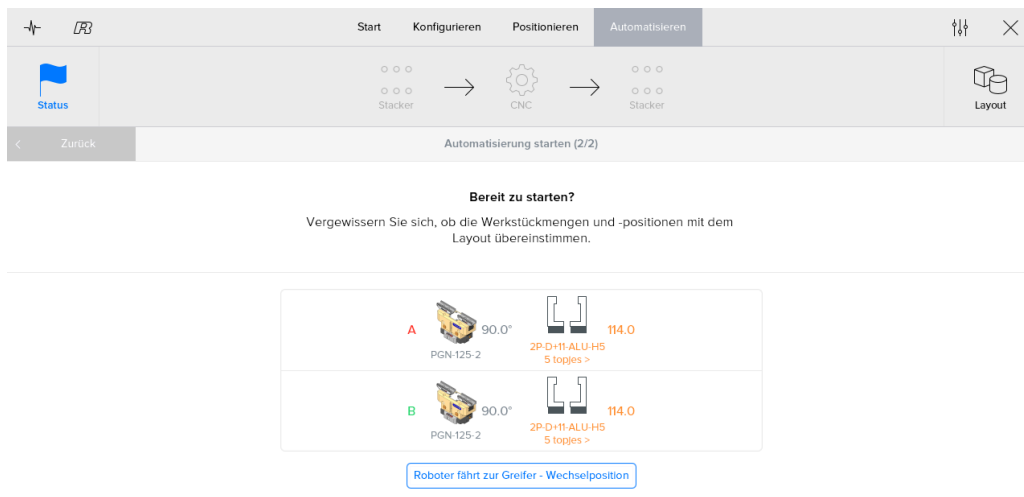 Start Konfigurieren Positionieren Automatisieren
Status
Stacker
CNC
Stacker
Layout
Zurück
Automatisierung starten (2/2)
Bereit zu starten?
Vergewissern Sie sich, ob die Werkstückmengen und -positionen mit dem
Layout übereinstimmen.
A
90.0°
114.0
PGN-125-2
2P-D+11-ALU-H5
5 topjes >
B
90.0°
114.0
PGN-125-2
2P-D+11-ALU-H5
5 topjes >
Roboter fährt zur Greifer - Wechselposition